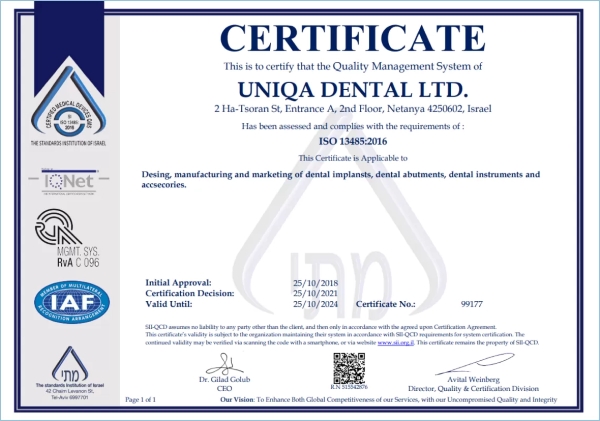 CERTIFICATE
This is to certify that the Quality Management System of
UNIQA DENTAL LTD.
2 Ha-Tsoran St, Entrance A, 2nd Floor, Netanya 4250602, Israel
Has been assessed and complies with the requirements of :
ISO 13485:2016
This Certificate is Applicable to
Desing, manufacturing and marketing of dental implansts, dental abutments, dental instruments and
accsecories.
CERTIFIED MEDICAL DEVICES QMS
ISO 13485
2016
THE STANDARDS INSTITUTION OF ISRAEL
IQNet
MGMT. SYS.
RvA C 096
MEMBER OF MULTILATERAL
IAF
RECOGNITION ARRANGEMENT
מתי
The standards Institution of Israel
42 Chaim Levanon St.
Tel-Aviv 6997701
מתי
Initial Approval: 25/10/2018
Certification Decision: 25/10/2021
Valid Until: 25/10/2024 Certificate No.: 99177
SII-QCD assumes no liability to any party other than the client, and then only in accordance with the agreed upon Certification Agreement.
This certificate's validity is subject to the organization maintaining their system in accordance with SII-QCD requirements for system certification. The
continued validity may be verified via scanning the code with a smartphone, or via website www.sii.org.il. This certificate remains the property of SII-QCD.
Dr. Gilad Golub
CEO
R.N 515542876
Avital Weinberg
Director, Quality & Certification Division
Page 1 of 1
Our Vision: To Enhance Both Global Competitiveness of our Services, with our Uncompromised Quality and Integrity